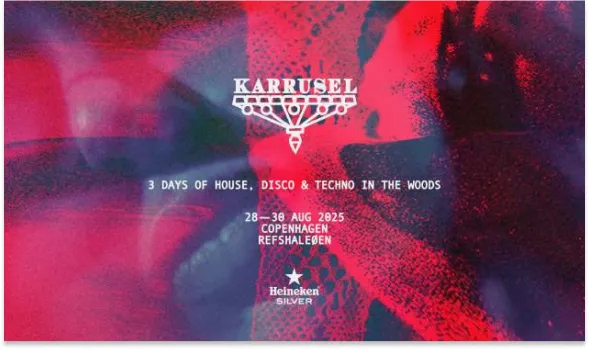 KARRUSEL
3 DAYS OF HOUSE, DISCO & TECHNO IN THE WOODS
28—30 AUG 2025
COPENHAGEN
REFSHALEØEN
Heineken
SILVER